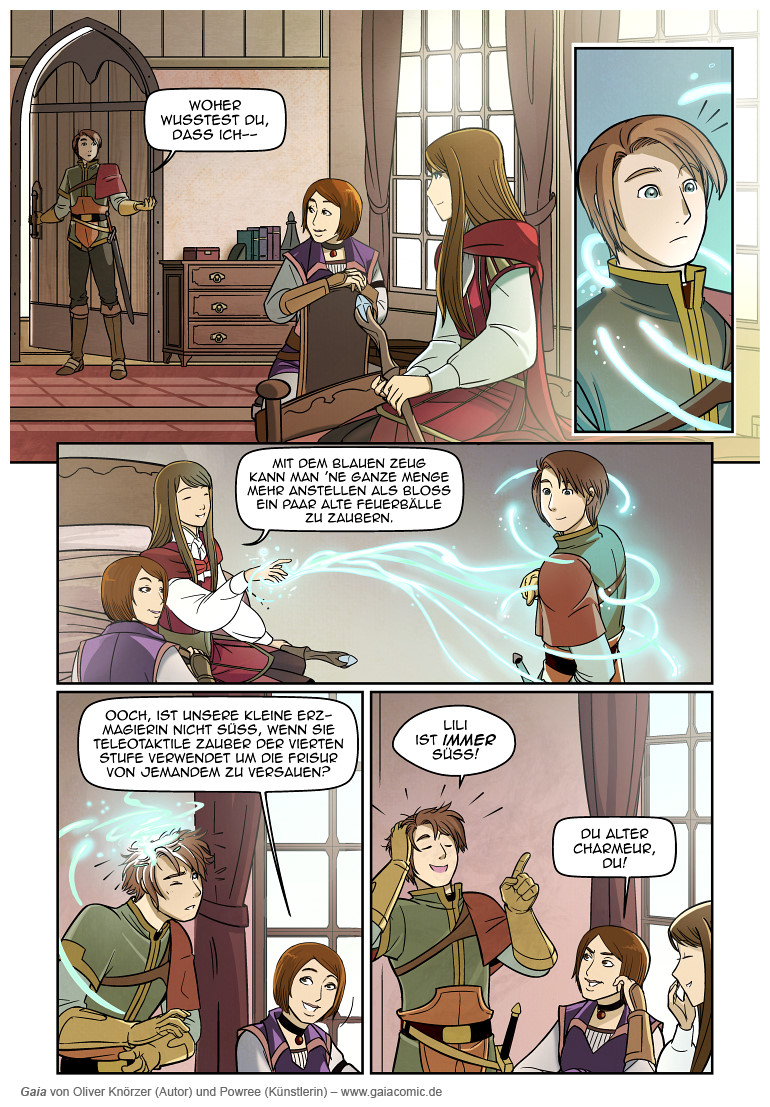 WOHER
WUSSTEST DU,
DASS ICH--
MIT DEM BLAUEN ZEUG
KANN MAN 'NE GANZE MENGE
MEHR ANSTELLEN ALS BLOSS
EIN PAAR ALTE FEUERBÄLLE
ZU ZAUBERN.
OOCH, IST UNSERE KLEINE ERZ-
MAGIERIN NICHT SÜSS, WENN SIE
TELEOTAKTILE ZAUBER DER VIERTEN
STUFE VERWENDET UM DIE FRISUR
VON JEMANDEM ZU VERSAUEN?
LILI
IST IMMER
SÜSS!
DU ALTER
CHARMEUR,
DU!
Gaia von Oliver Knörzer (Autor) und Powree (Künstlerin) – www.gaiacomic.de